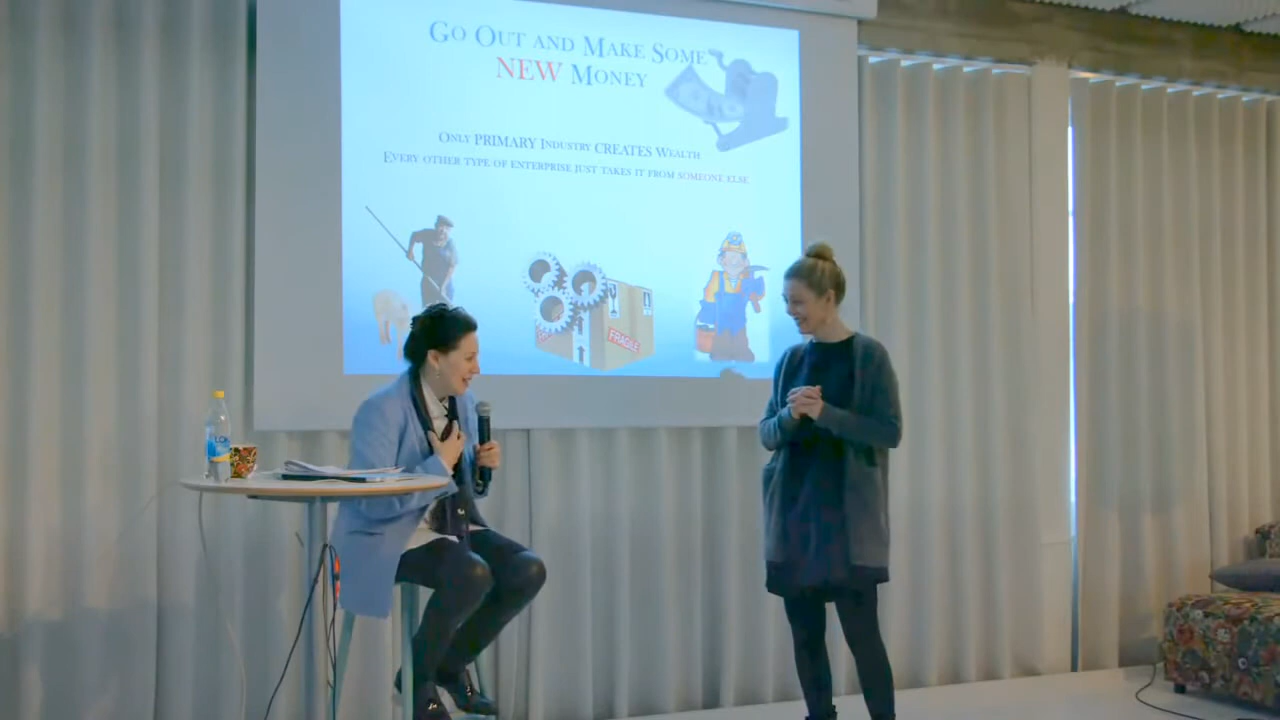 Go Out and Make Some
NEW Money
Only PRIMARY Industry CREATES Wealth
Every other type of enterprise just takes it from someone else
FRAGILE